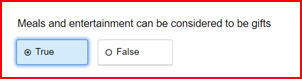 Meals and entertainment can be considered to be gifts
True False